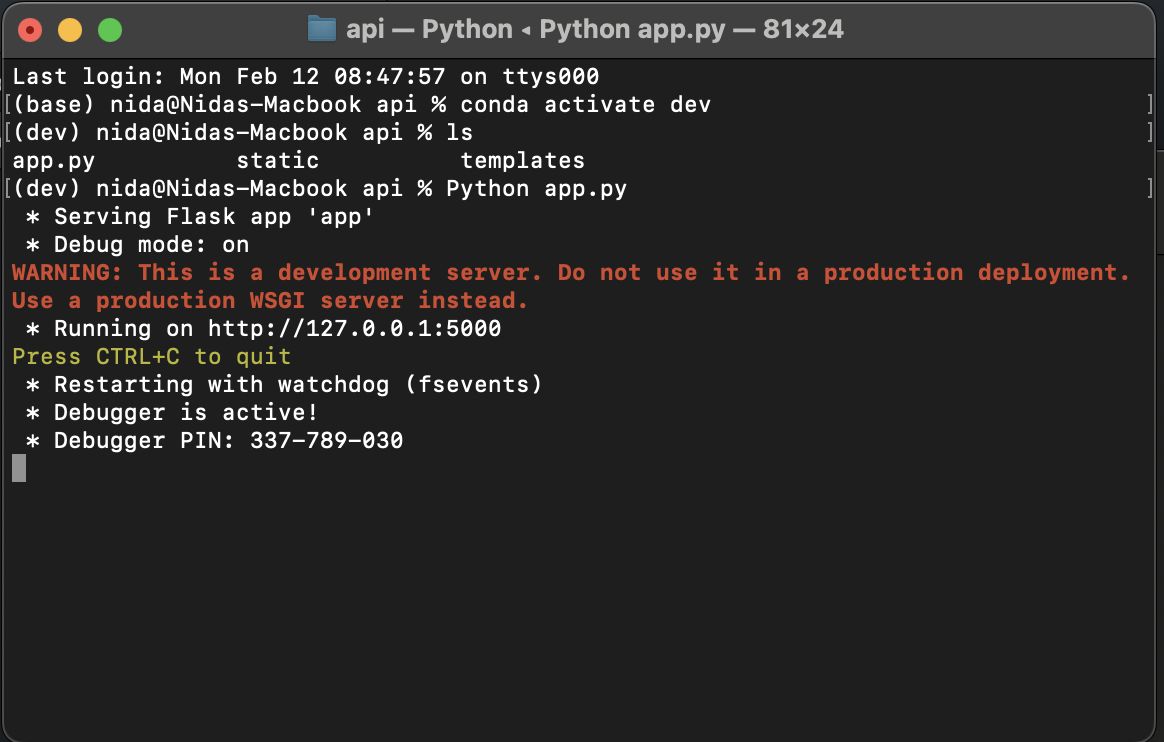 api — Python ◂ Python app.py — 81×24
Last login: Mon Feb 12 08:47:57 on ttys000
[(base) nida@Nidas-Macbook api % conda activate dev ]
[(dev) nida@Nidas-Macbook api % ls ]
app.py static templates
[(dev) nida@Nidas-Macbook api % Python app.py ]
* Serving Flask app 'app'
* Debug mode: on
WARNING: This is a development server. Do not use it in a production deployment.
Use a production WSGI server instead.
* Running on http://127.0.0.1:5000
Press CTRL+C to quit
* Restarting with watchdog (fsevents)
* Debugger is active!
* Debugger PIN: 337-789-030